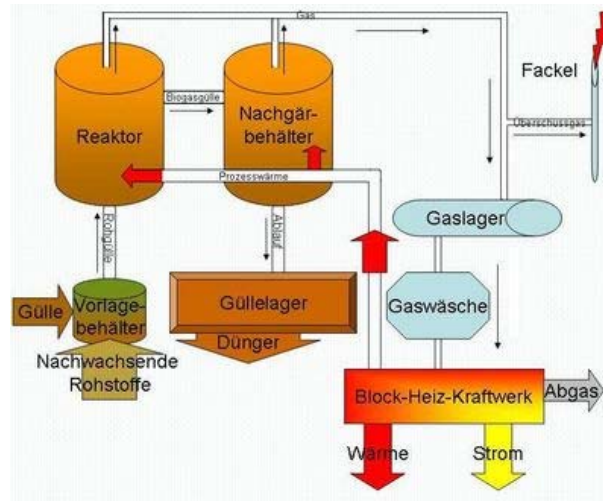 Gas
Fackel
Biogasgülle
Reaktor
Nachgär-
behälter
Überschussgas
Prozesswärme
Rohgülle
Ablauf
Gaslager
Gülle
Vorlage-
behälter
Güllelager
Gaswäsche
Dünger
Nachwachsende
Rohstoffe
Block-Heiz-Kraftwerk
Abgas
Wärme
Strom